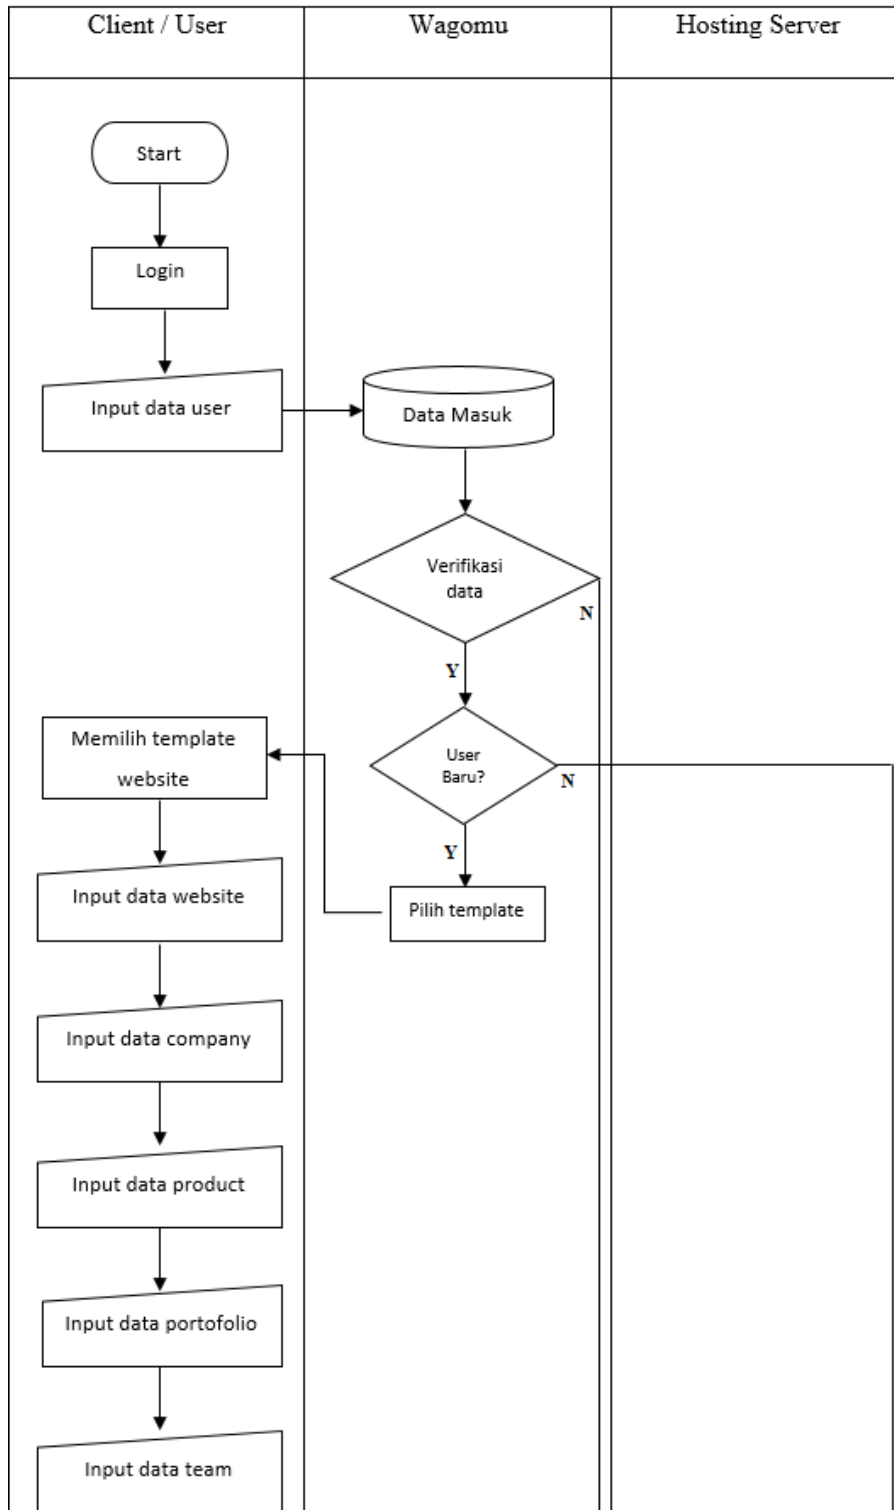 Client / User
Wagomu
Hosting Server
Start
Login
Input data user
Data Masuk
Verifikasi
data
N
Y
Memilih template
website
User
Baru?
N
Y
Input data website
Pilih template
Input data company
Input data product
Input data portofolio
Input data team